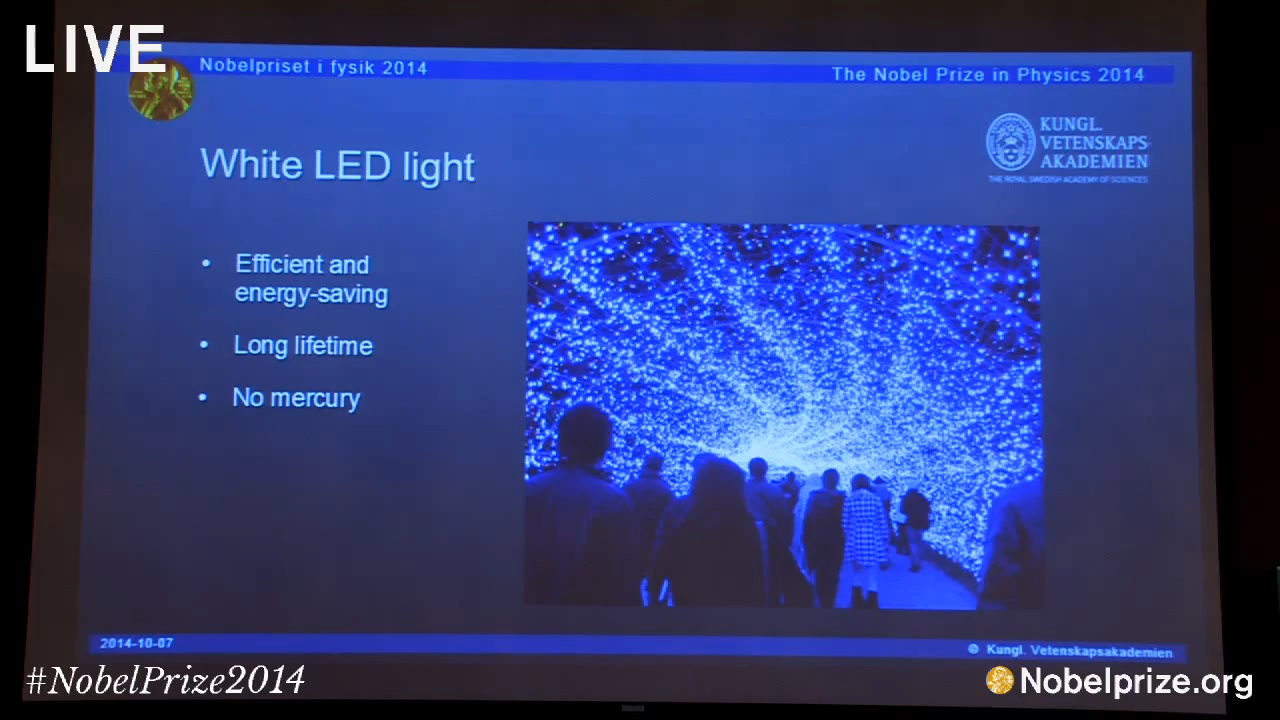 LIVE
Nobelpriset i fysik 2014
The Nobel Prize in Physics 2014
KUNGL.
VETENSKAPS-
AKADEMIEN
THE ROYAL SWEDISH ACADEMY OF SCIENCES
White LED light
• Efficient and
energy-saving
• Long lifetime
• No mercury
2014-10-07
© Kungl. Vetenskapsakademien
#NobelPrize2014
Nobelprize.org